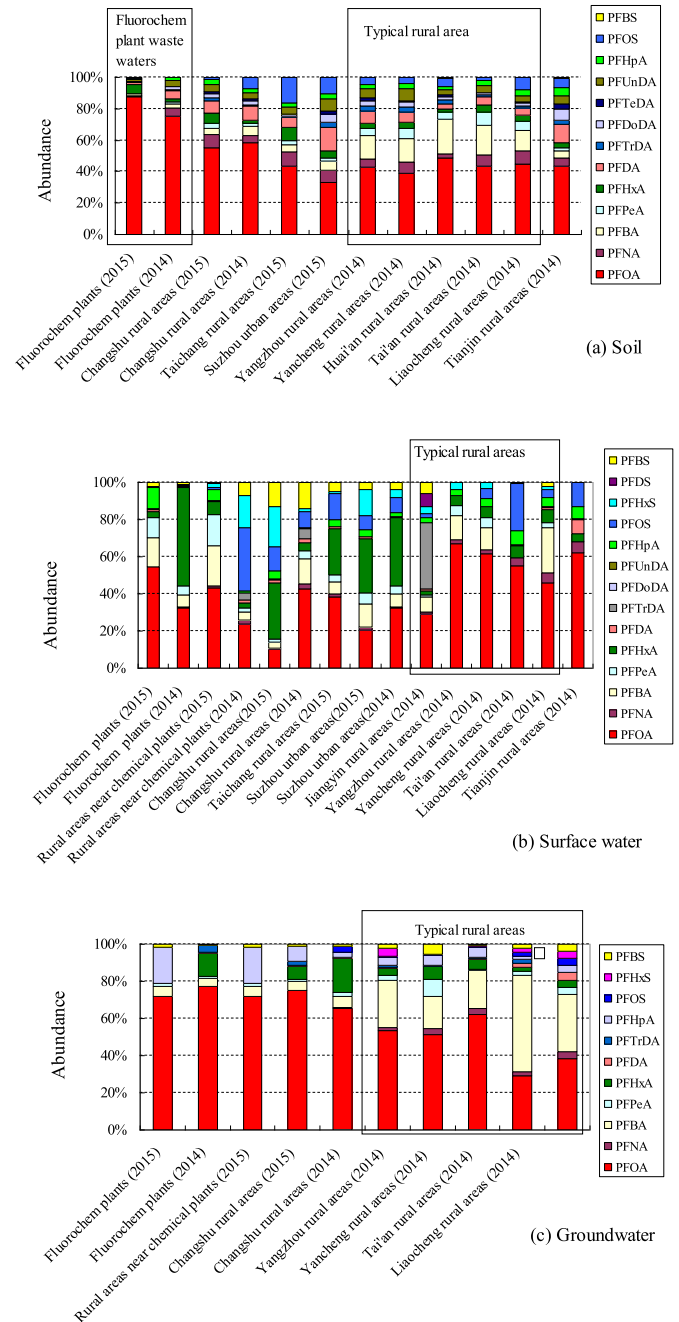 Fluorochem
plant waste
waters
Typical rural area
100%
80%
60%
40%
20%
0%
Abundance
PFBS
PFOS
PFHpA
PFUnDA
PFTeDA
PFDoDA
PFTrDA
PFDA
PFHxA
PFPeA
PFBA
PFNA
PFOA
Fluorochem plants (2015)
Fluorochem plants (2014)
Changshu rural areas (2015)
Changshu rural areas (2014)
Taichang rural areas (2015)
Suzhou urban areas (2015)
Yangzhou rural areas (2014)
Yancheng rural areas (2014)
Huai'an rural areas (2014)
Tai'an rural areas (2014)
Liaocheng rural areas (2014)
Tianjin rural areas (2014)
(a) Soil
Typical rural areas
100%
80%
60%
40%
20%
0%
Abundance
PFBS
PFDS
PFHxS
PFOS
PFHpA
PFUnDA
PFDoDA
PFTrDA
PFDA
PFHxA
PFPeA
PFBA
PFNA
PFOA
Fluorochem plants (2015)
Fluorochem plants (2014)
Rural areas near chemical plants (2015)
Rural areas near chemical plants (2014)
Changshu rural areas(2015)
Changshu rural areas (2014)
Taichang rural areas (2015)
Suzhou urban areas(2015)
Suzhou urban areas(2014)
Jiangyin rural areas (2014)
Yangzhou rural areas (2014)
Yancheng rural areas (2014)
Tai'an rural areas (2014)
Liaocheng rural areas (2014)
Tianjin rural areas (2014)
(b) Surface water
Typical rural areas
100%
80%
60%
40%
20%
0%
Abundance
PFBS
PFHxS
PFOS
PFHpA
PFTrDA
PFDA
PFHxA
PFPeA
PFBA
PFNA
PFOA
Fluorochem plants (2015)
Fluorochem plants (2014)
Rural areas near chemical plants (2015)
Changshu rural areas (2015)
Changshu rural areas (2014)
Yangzhou rural areas (2014)
Yancheng rural areas (2014)
Tai'an rural areas (2014)
Liaocheng rural areas (2014)
(c) Groundwater